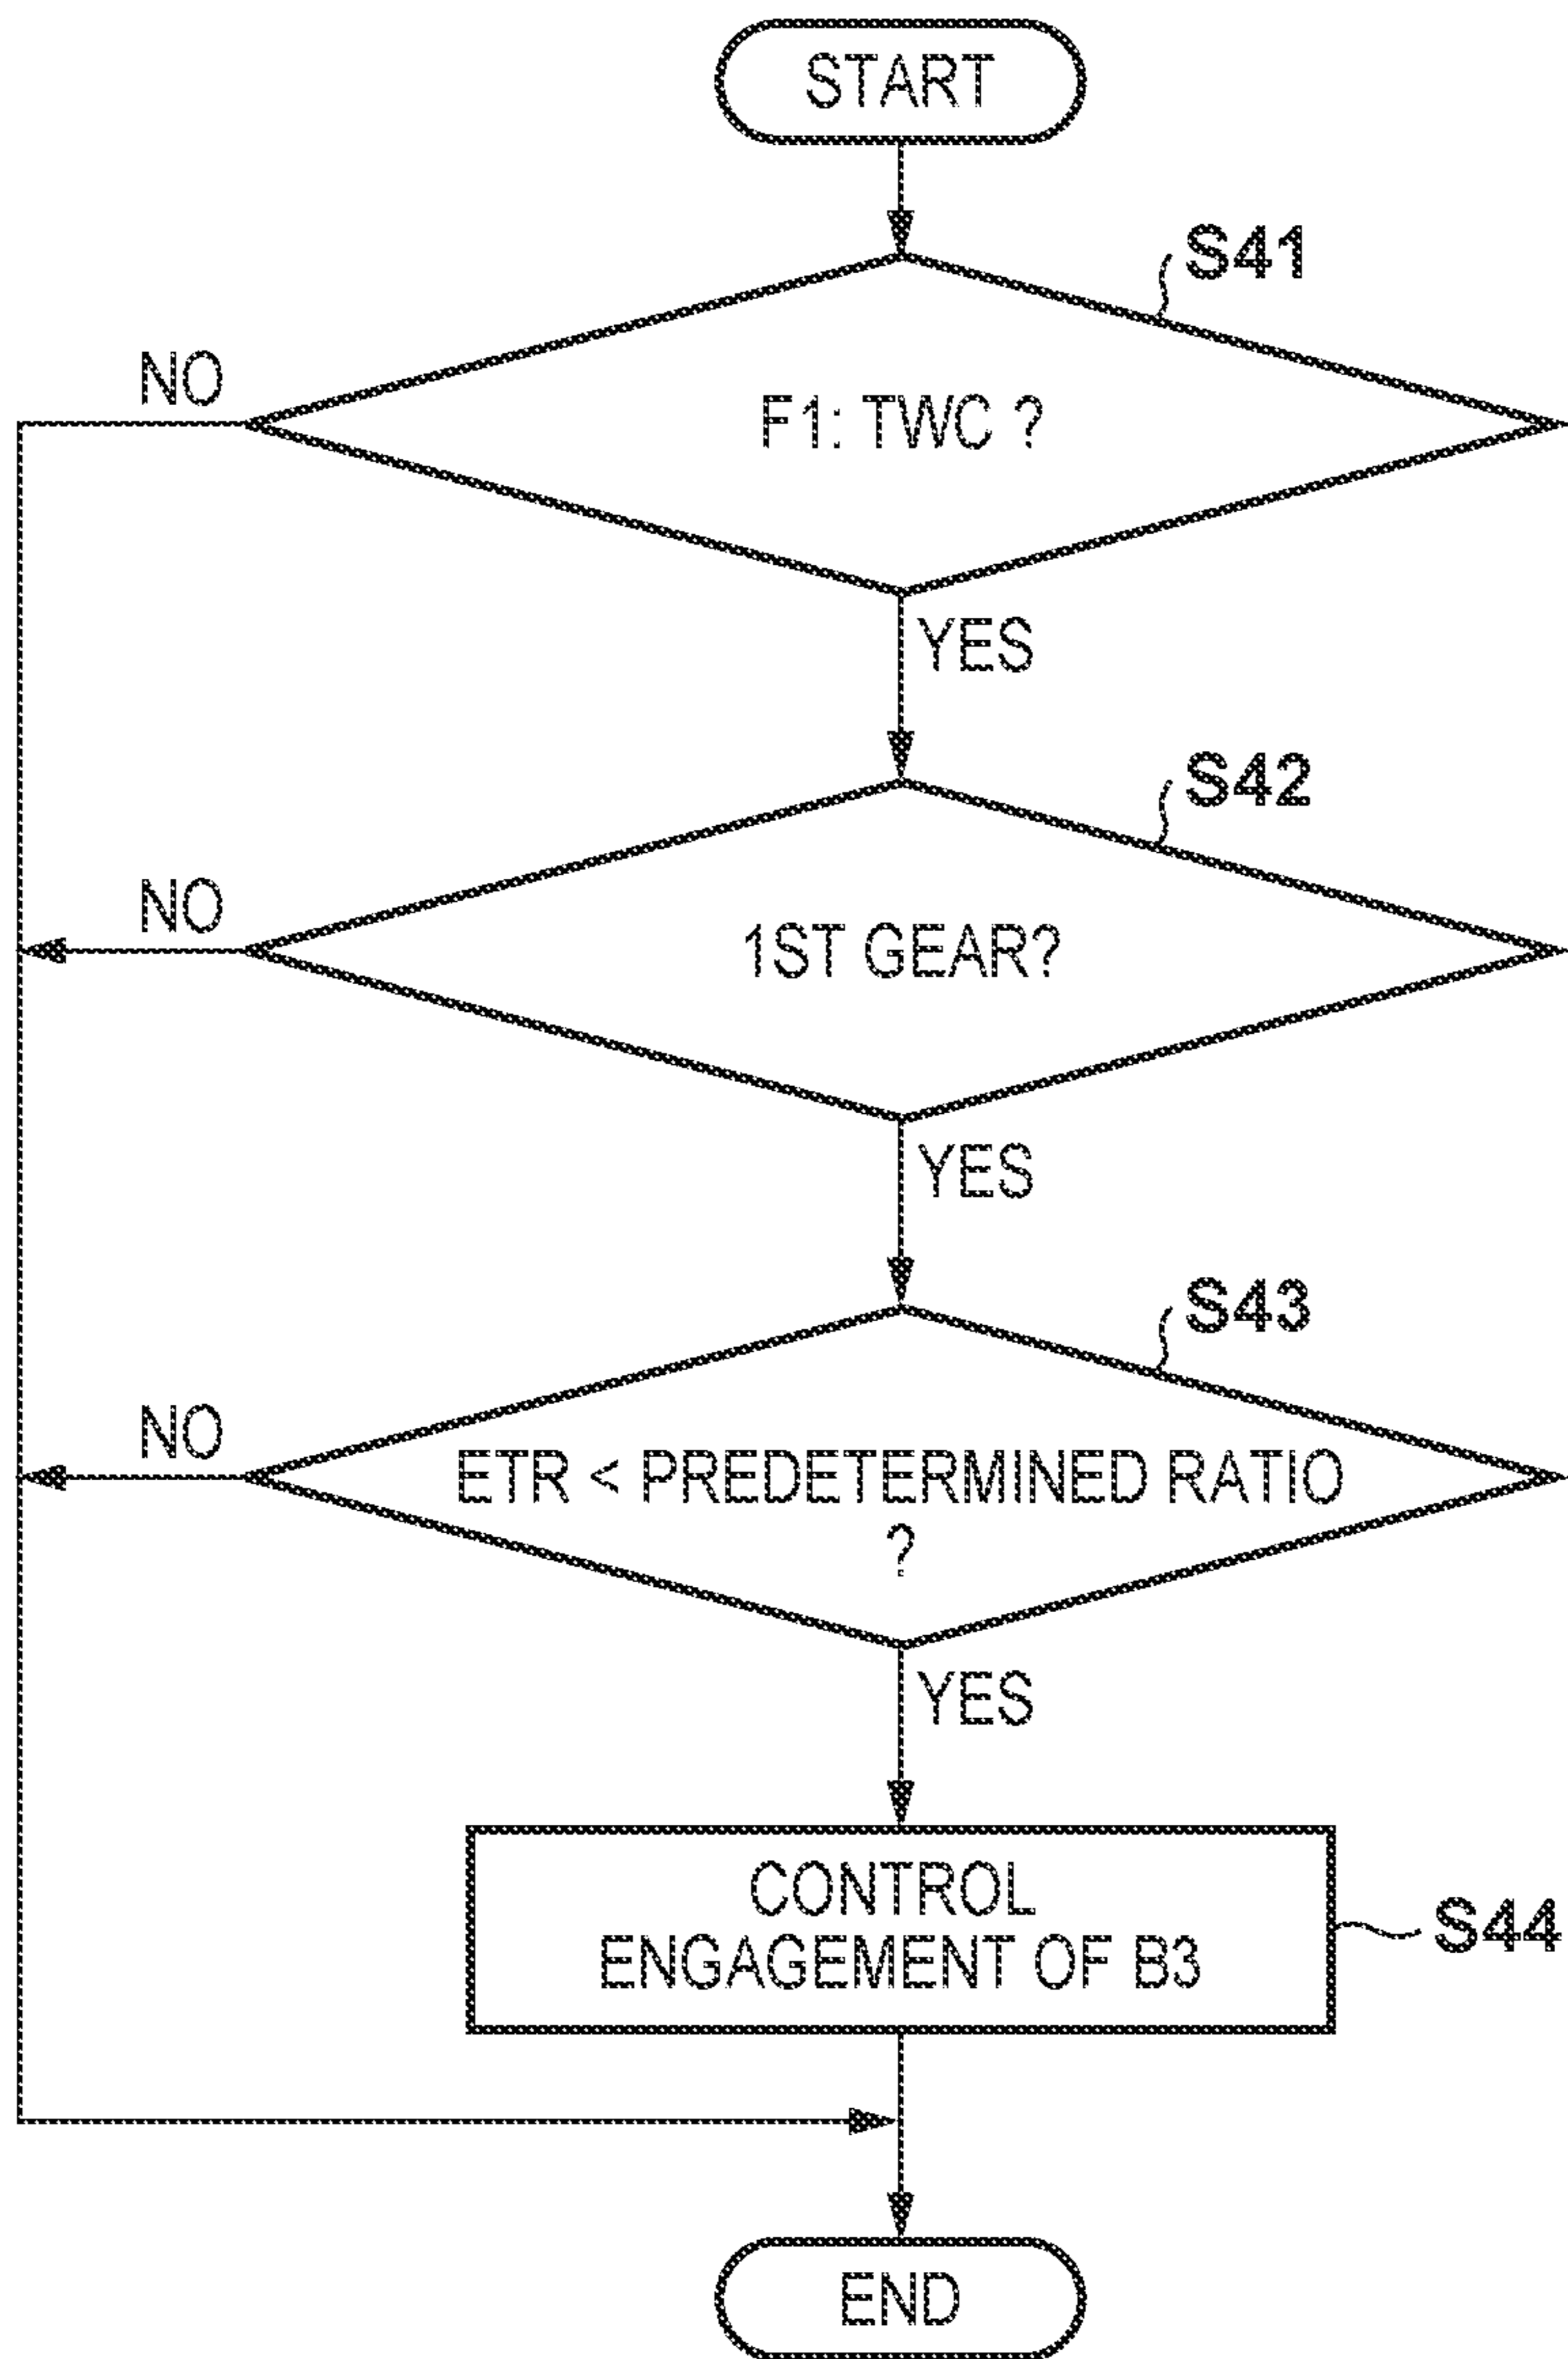 START
S41
NO
F1: TWC ?
YES
S42
NO
1ST GEAR?
YES
S43
NO
ETR < PREDETERMINED RATIO
?
YES
CONTROL
ENGAGEMENT OF B3
S44
END